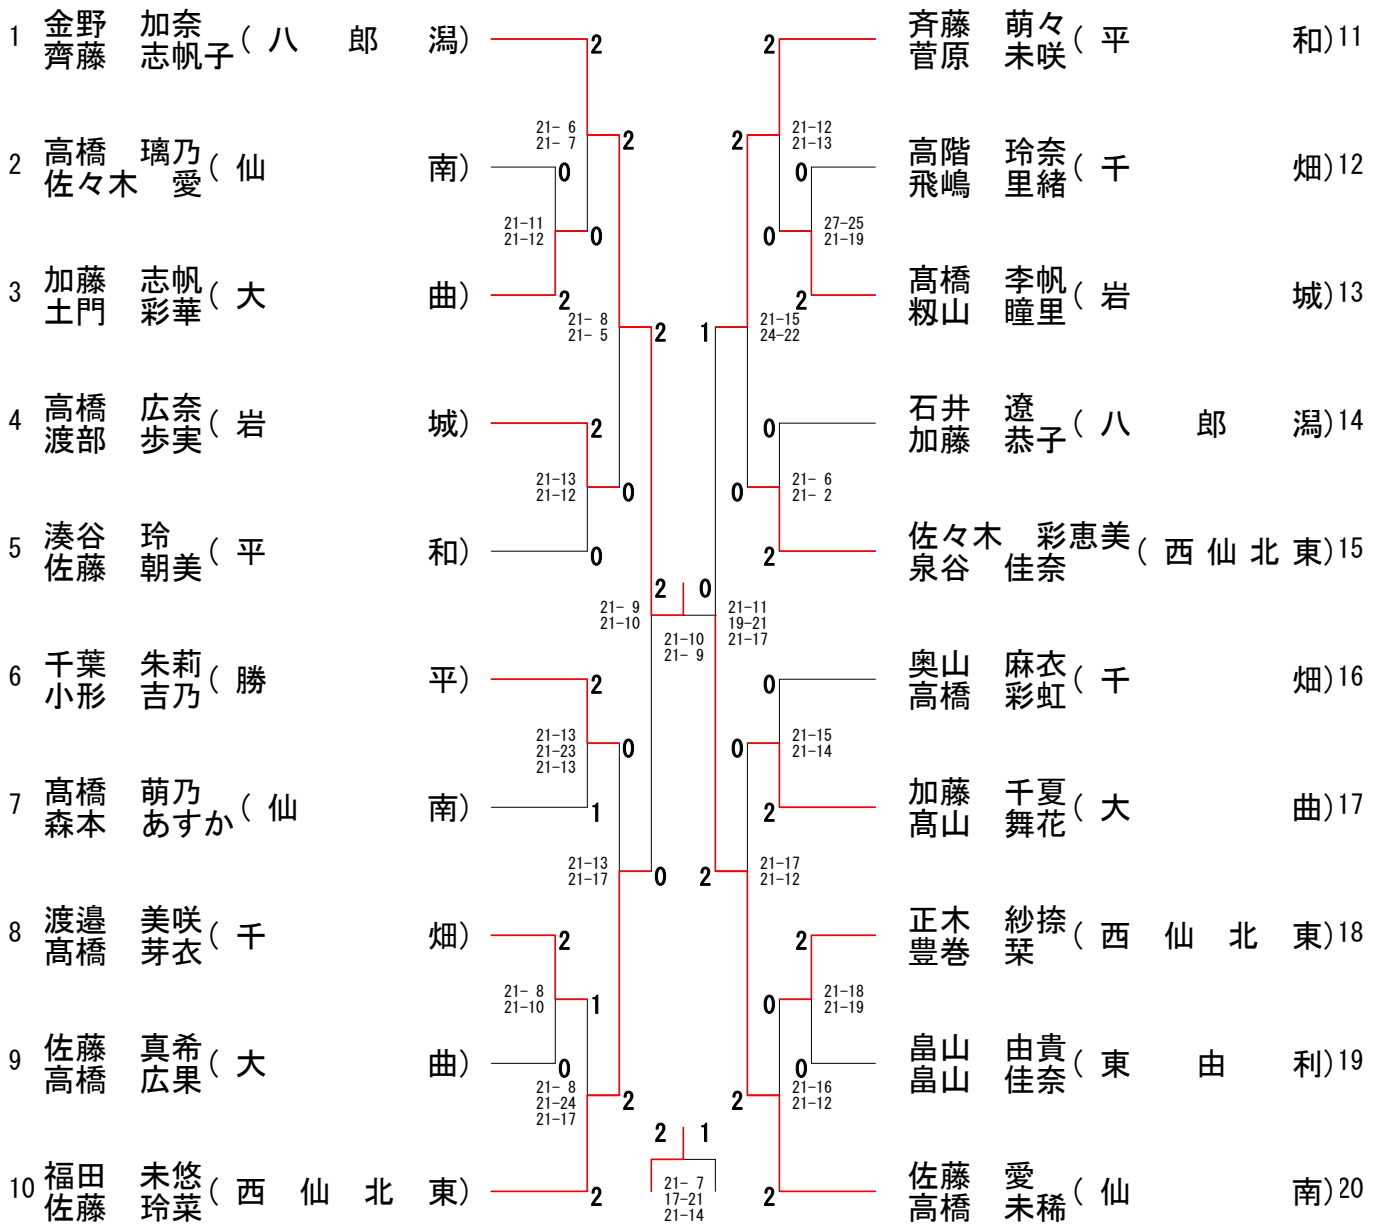 1 金野 加奈
齊藤 志帆子 (八郎潟)
2
21- 6
21- 7
2
2 高橋 璃乃
佐々木 愛 (仙南)
0
21-11
21-12
0
3 加藤 志帆
土門 彩華 (大曲)
2
21- 8
21- 5
2
4 高橋 広奈
渡部 歩実 (岩城)
2
21-13
21-12
0
5 湊谷 玲
佐藤 朝美 (平和)
0
2 0
21- 9
21-10
21-10
21- 9
6 千葉 朱莉
小形 吉乃 (勝平)
2
21-13
21-23
21-13
0
7 髙橋 萌乃
森本 あすか (仙南)
1
21-13
21-17
0
8 渡邉 美咲
髙橋 芽衣 (千畑)
2
21- 8
21-10
1
9 佐藤 真希
高橋 広果 (大曲)
0
21- 8
21-24
21-17
2
10 福田 未悠
佐藤 玲菜 (西仙北東)
2
2 1
21- 7
17-21
21-14
斉藤 萌々
菅原 未咲 (平和) 11
2
21-12
21-13
2
高階 玲奈
飛嶋 里緒 (千畑) 12
0
27-25
21-19
0
髙橋 李帆
籾山 瞳里 (岩城) 13
2
21-15
24-22
1
石井 遼
加藤 恭子 (八郎潟) 14
0
21- 6
21- 2
0
佐々木 彩恵美
泉谷 佳奈 (西仙北東) 15
2
21-11
19-21
21-17
奥山 麻衣
高橋 彩虹 (千畑) 16
0
21-15
21-14
0
加藤 千夏
髙山 舞花 (大曲) 17
2
21-17
21-12
2
正木 紗捺
豊巻 栞 (西仙北東) 18
2
21-18
21-19
0
畠山 由貴
畠山 佳奈 (東由利) 19
0
21-16
21-12
2
佐藤 愛
高橋 未稀 (仙南) 20
2